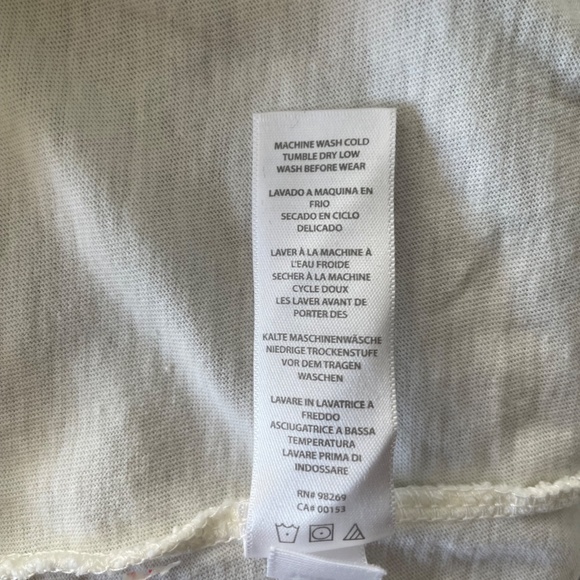 MACHINE WASH COLD
TUMBLE DRY LOW
WASH BEFORE WEAR
LAVADO A MAQUINA EN
FRIO
SECADO EN CICLO
DELICADO
LAVER À LA MACHINE À
L'EAU FROIDE
SECHER À LA MACHINE
CYCLE DOUX
LES LAVER AVANT DE
PORTER DES
KALTE MASCHINENWÄSCHE
NIEDRIGE TROCKENSTUFE
VOR DEM TRAGEN
WASCHEN
LAVARE IN LAVATRICE A
FREDDO
ASCIUGATRICE A BASSA
TEMPERATURA
LAVARE PRIMA DI
INDOSSARE
RN# 98269
CA# 00153